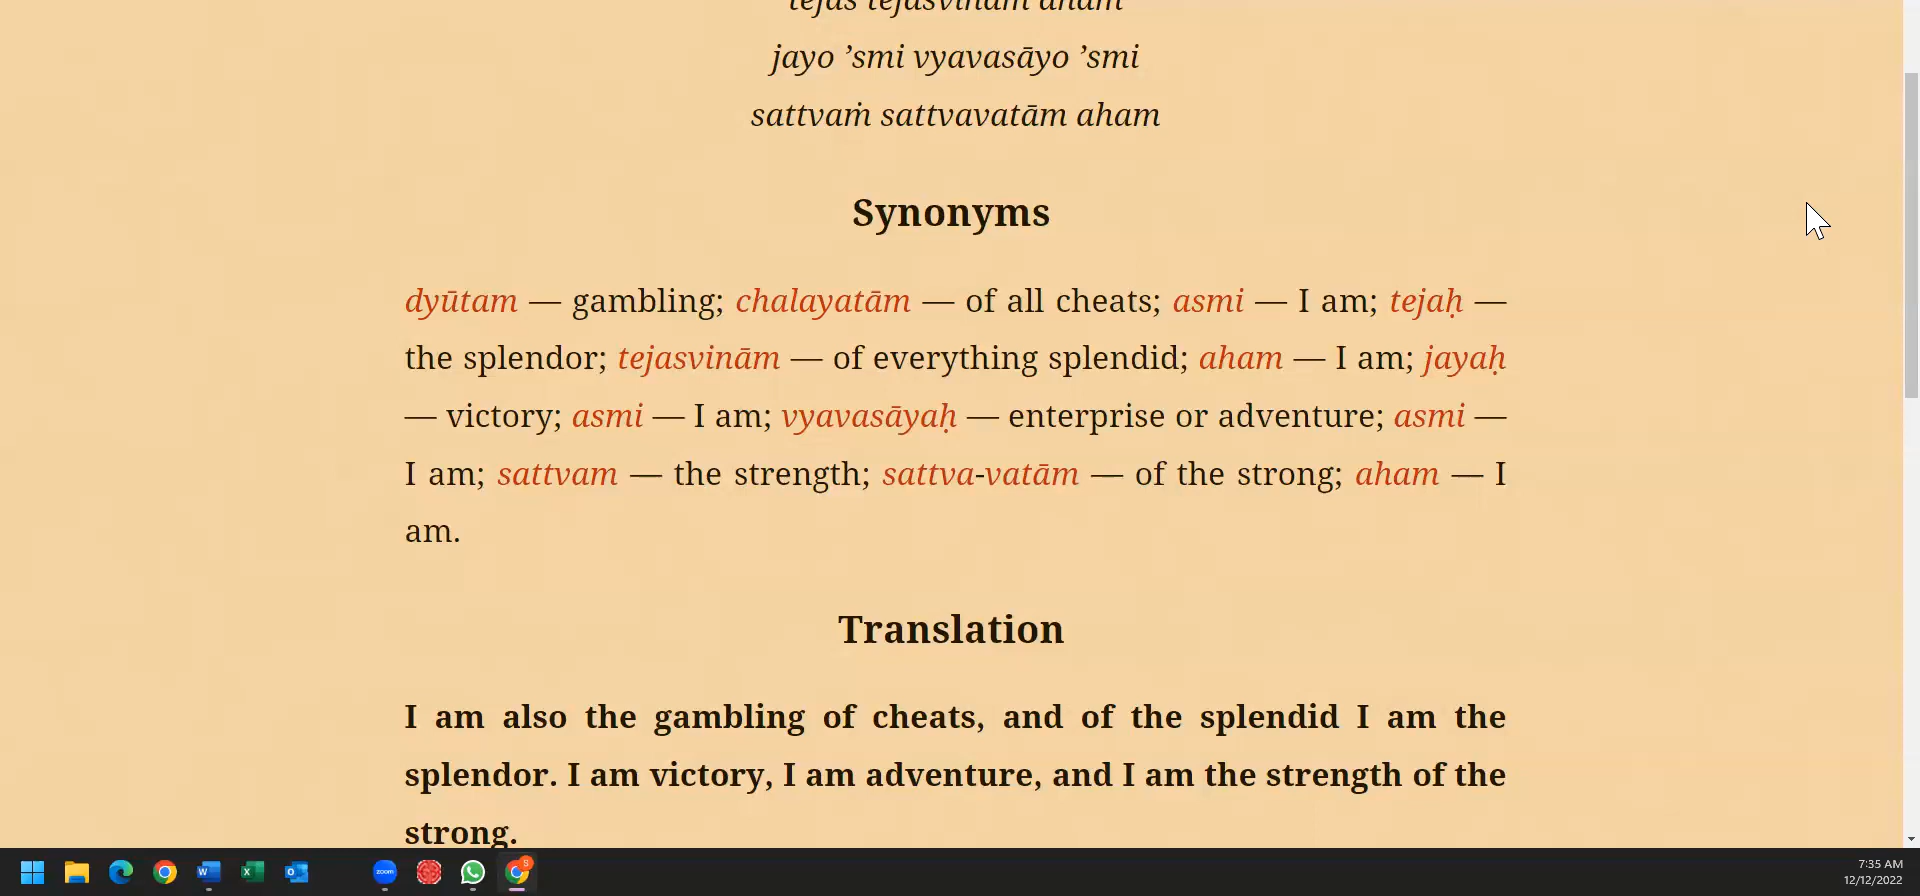 tejas tejasvinām aham
jayo ’smi vyavasāyo ’smi
sattvaṁ sattvavatām aham
Synonyms
dyūtam — gambling; chalayatām — of all cheats; asmi — I am; tejaḥ —
the splendor; tejasvinām — of everything splendid; aham — I am; jayaḥ
— victory; asmi — I am; vyavasāyaḥ — enterprise or adventure; asmi —
I am; sattvam — the strength; sattva-vatām — of the strong; aham — I
am.
Translation
I am also the gambling of cheats, and of the splendid I am the
splendor. I am victory, I am adventure, and I am the strength of the
strong.
zoom
7:35 AM
12/12/2022